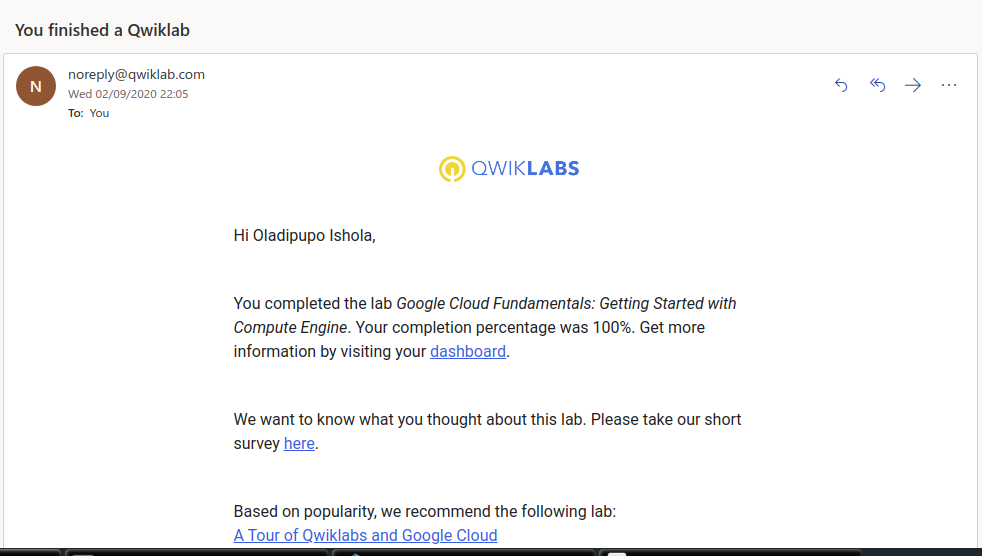 You finished a Qwiklab
N
noreply@qwiklab.com
Wed 02/09/2020 22:05
To: You
QWIKLABS
Hi Oladipupo Ishola,
You completed the lab Google Cloud Fundamentals: Getting Started with
Compute Engine. Your completion percentage was 100%. Get more
information by visiting your dashboard.
We want to know what you thought about this lab. Please take our short
survey here.
Based on popularity, we recommend the following lab:
A Tour of Qwiklabs and Google Cloud